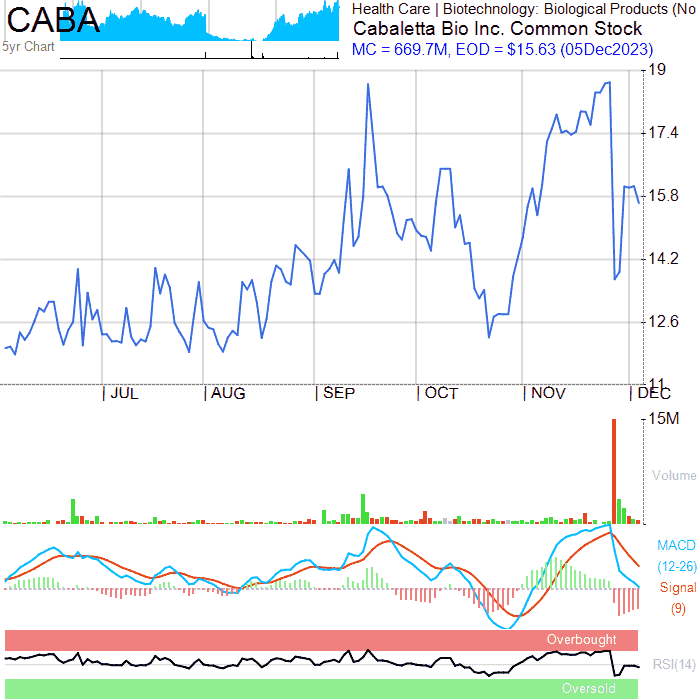 CABA
Health Care | Biotechnology: Biological Products (No
Cabaletta Bio Inc. Common Stock
5yr Chart
MC = 669.7M, EOD = $15.63 (05Dec2023)
19
17.4
15.8
14.2
12.6
11
| JUL | AUG | SEP | OCT | NOV | DEC
15M
Volume
MACD
(12-26)
Signal
(9)
Overbought
RSI(14)
Oversold